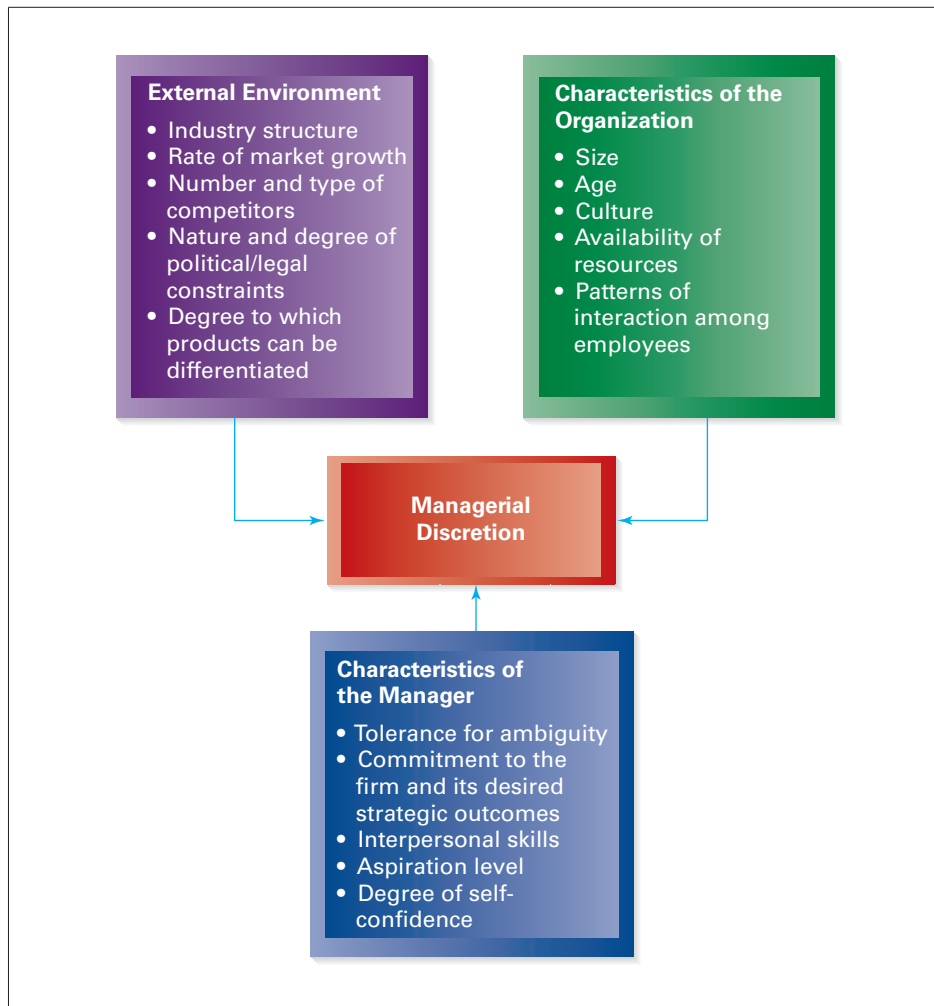 External Environment
• Industry structure
• Rate of market growth
• Number and type of
competitors
• Nature and degree of
political/legal
constraints
• Degree to which
products can be
differentiated
Characteristics of the
Organization
• Size
• Age
• Culture
• Availability of
resources
• Patterns of
interaction among
employees
Managerial
Discretion
Characteristics of
the Manager
• Tolerance for ambiguity
• Commitment to the
firm and its desired
strategic outcomes
• Interpersonal skills
• Aspiration level
• Degree of self-
confidence